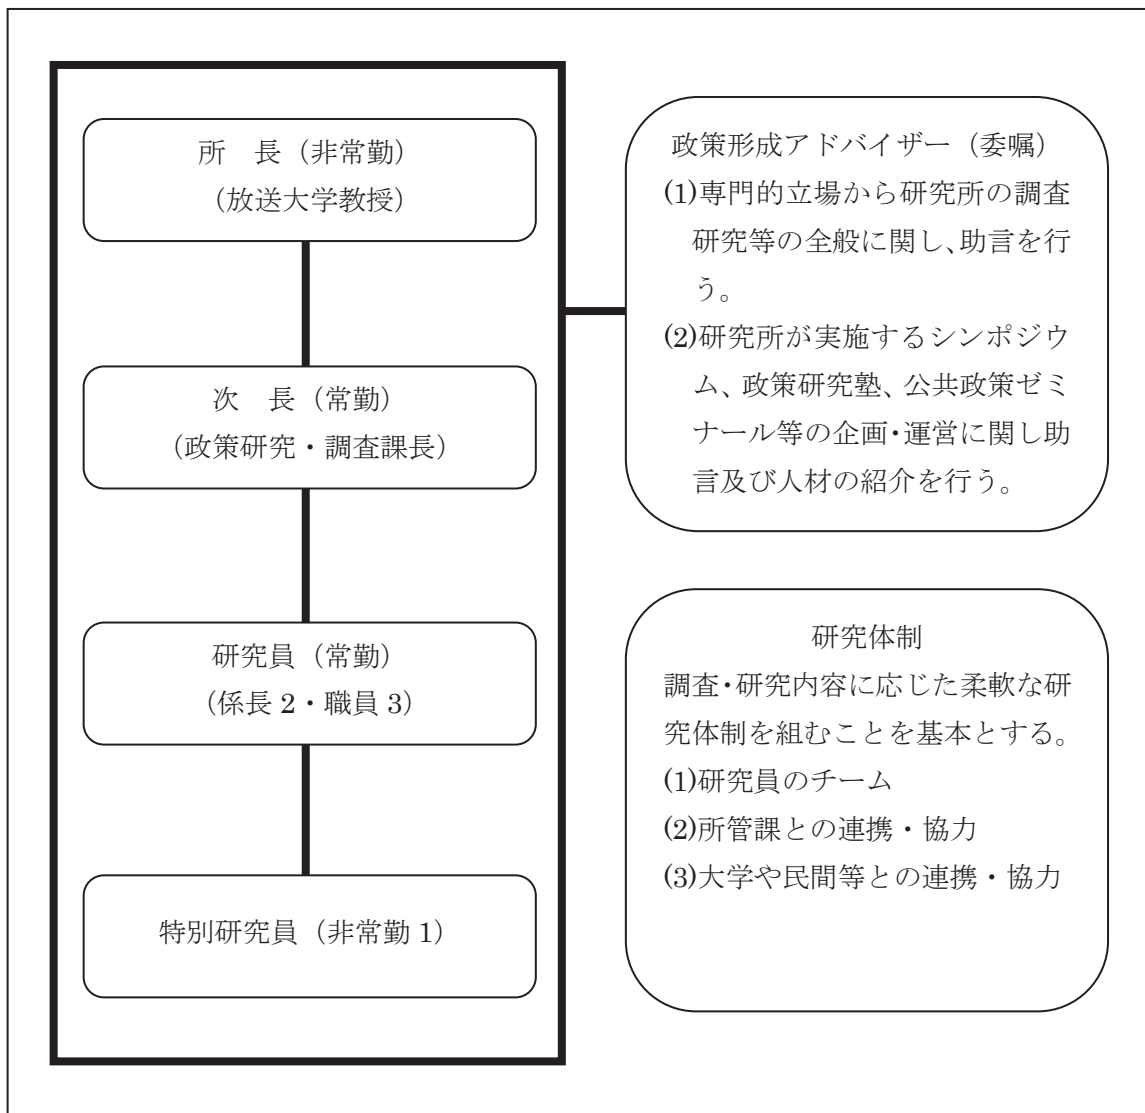 所　長（非常勤）
（放送大学教授）
次　長（常勤）
（政策研究・調査課長）
研究員（常勤）
（係長 2・職員 3）
特別研究員（非常勤 1）
政策形成アドバイザー（委嘱）
(1)専門的立場から研究所の調査
研究等の全般に関し、助言を行
う。
(2)研究所が実施するシンポジウ
ム、政策研究塾、公共政策ゼミ
ナール等の企画・運営に関し助
言及び人材の紹介を行う。
研究体制
調査・研究内容に応じた柔軟な研
究体制を組むことを基本とする。
(1)研究員のチーム
(2)所管課との連携・協力
(3)大学や民間等との連携・協力